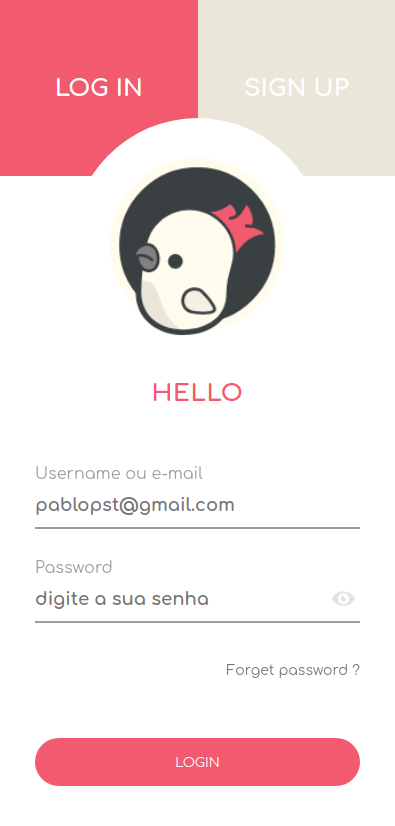 LOG IN
SIGN UP
HELLO
Username ou e-mail
pablopst@gmail.com
Password
digite a sua senha
Forget password ?
LOGIN